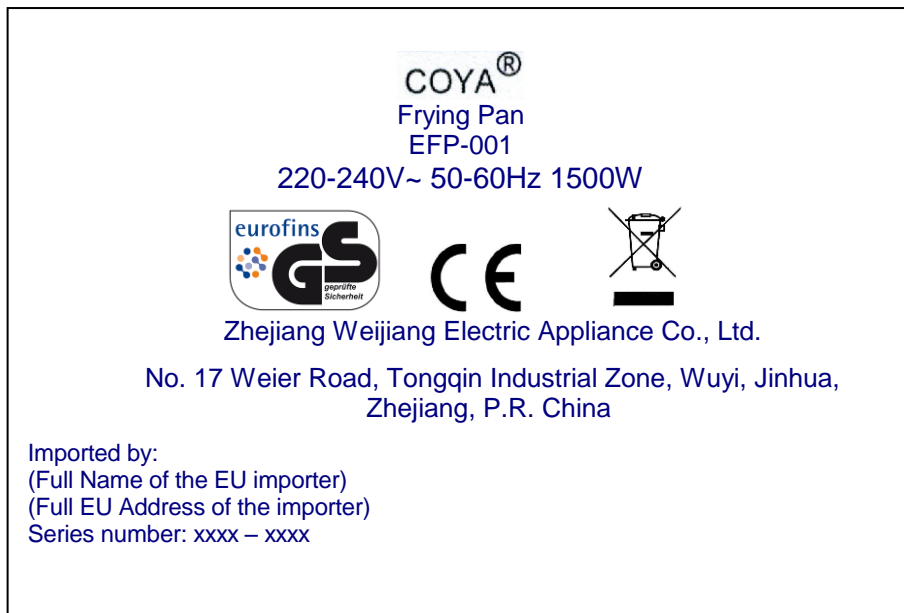 COYA®
Frying Pan
EFP-001
220-240V~ 50-60Hz 1500W
eurofins
GS
geprüfte
Sicherheit
CE
Zhejiang Weijiang Electric Appliance Co., Ltd.
No. 17 Weier Road, Tongqin Industrial Zone, Wuyi, Jinhua,
Zhejiang, P.R. China
Imported by:
(Full Name of the EU importer)
(Full EU Address of the importer)
Series number: xxxx – xxxx